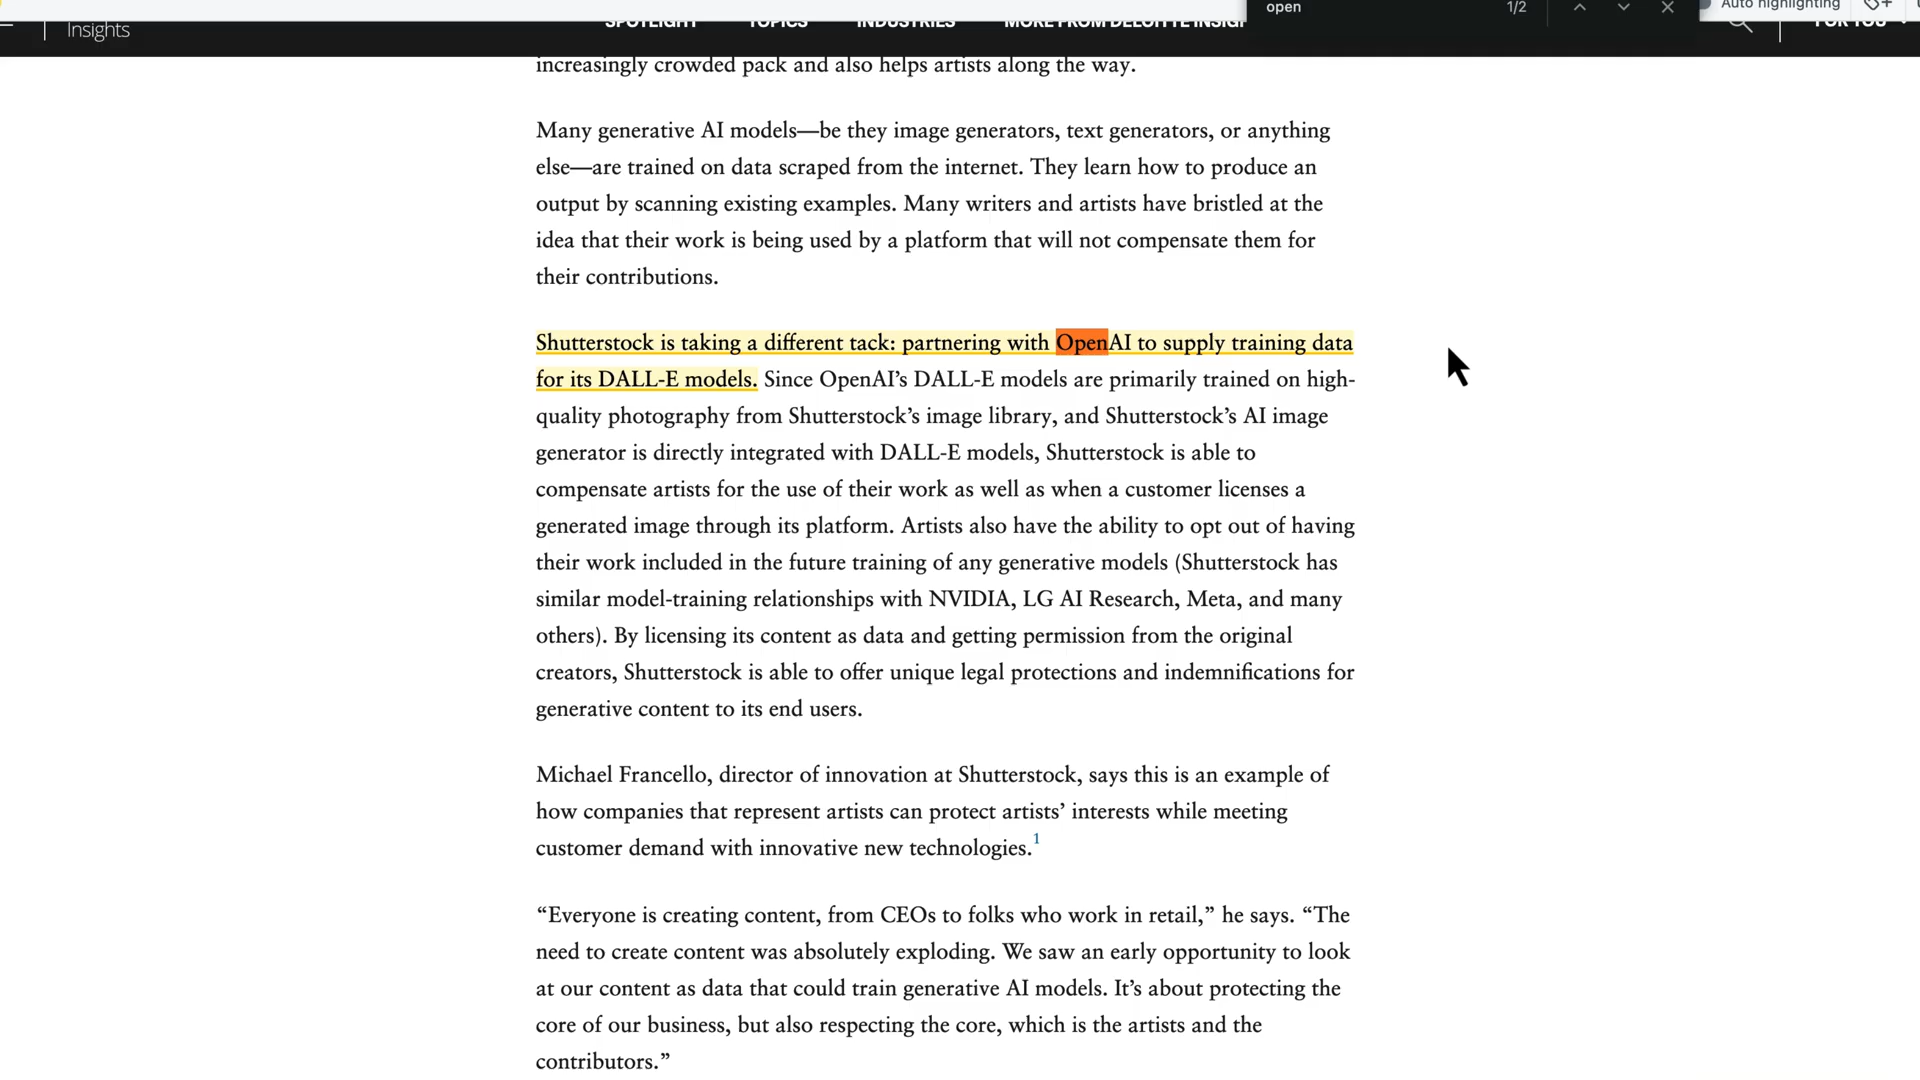 open 1/2 Auto highlighting
Insights SPOTLIGHT TOPICS INDUSTRIES MORE FROM DELOITTE INSIGHTS FOR YOU
increasingly crowded pack and also helps artists along the way.
Many generative AI models—be they image generators, text generators, or anything
else—are trained on data scraped from the internet. They learn how to produce an
output by scanning existing examples. Many writers and artists have bristled at the
idea that their work is being used by a platform that will not compensate them for
their contributions.
Shutterstock is taking a different tack: partnering with OpenAI to supply training data
for its DALL-E models. Since OpenAI’s DALL-E models are primarily trained on high-
quality photography from Shutterstock’s image library, and Shutterstock’s AI image
generator is directly integrated with DALL-E models, Shutterstock is able to
compensate artists for the use of their work as well as when a customer licenses a
generated image through its platform. Artists also have the ability to opt out of having
their work included in the future training of any generative models (Shutterstock has
similar model-training relationships with NVIDIA, LG AI Research, Meta, and many
others). By licensing its content as data and getting permission from the original
creators, Shutterstock is able to offer unique legal protections and indemnifications for
generative content to its end users.
Michael Francello, director of innovation at Shutterstock, says this is an example of
how companies that represent artists can protect artists’ interests while meeting
customer demand with innovative new technologies.1
“Everyone is creating content, from CEOs to folks who work in retail,” he says. “The
need to create content was absolutely exploding. We saw an early opportunity to look
at our content as data that could train generative AI models. It’s about protecting the
core of our business, but also respecting the core, which is the artists and the
contributors.”